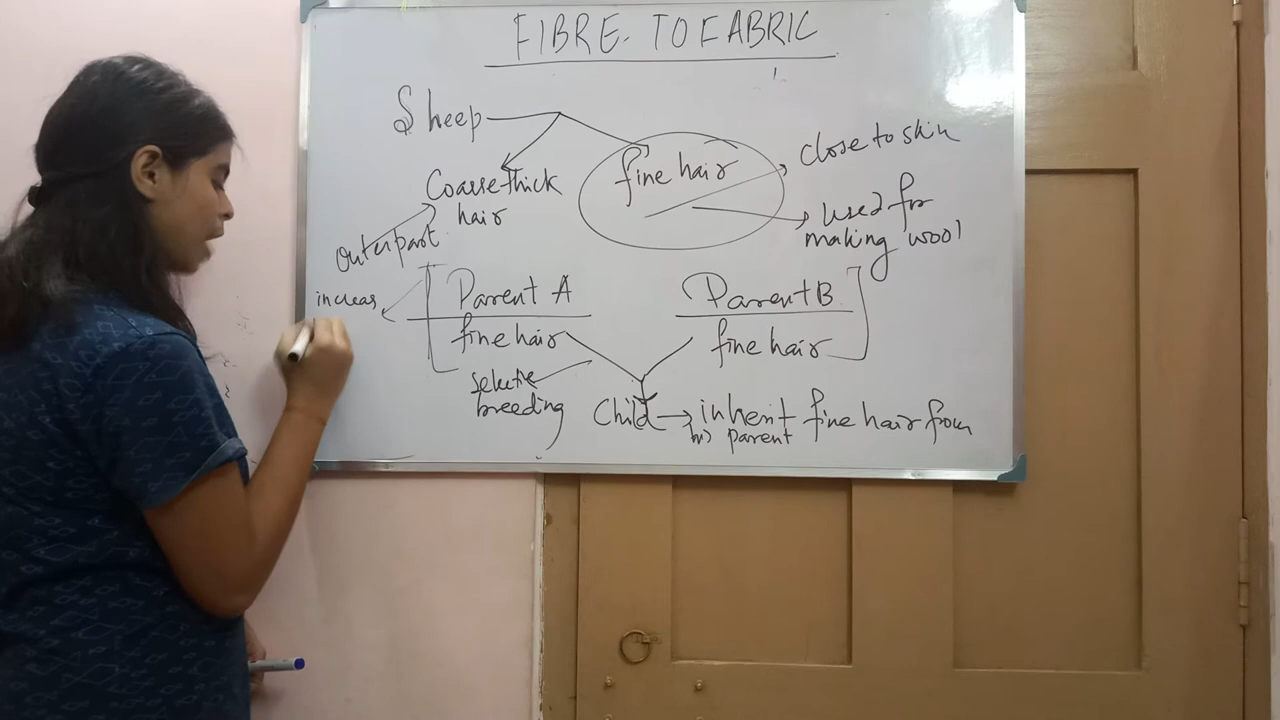 FIBRE TO FABRIC
Sheep
fine hair
close to skin
Coarse thick
hair
used for
making wool
Outer part
increas
Parent A
fine hair
Parent B
fine hair
selective
breeding
Child → inherit fine hair from
his parent